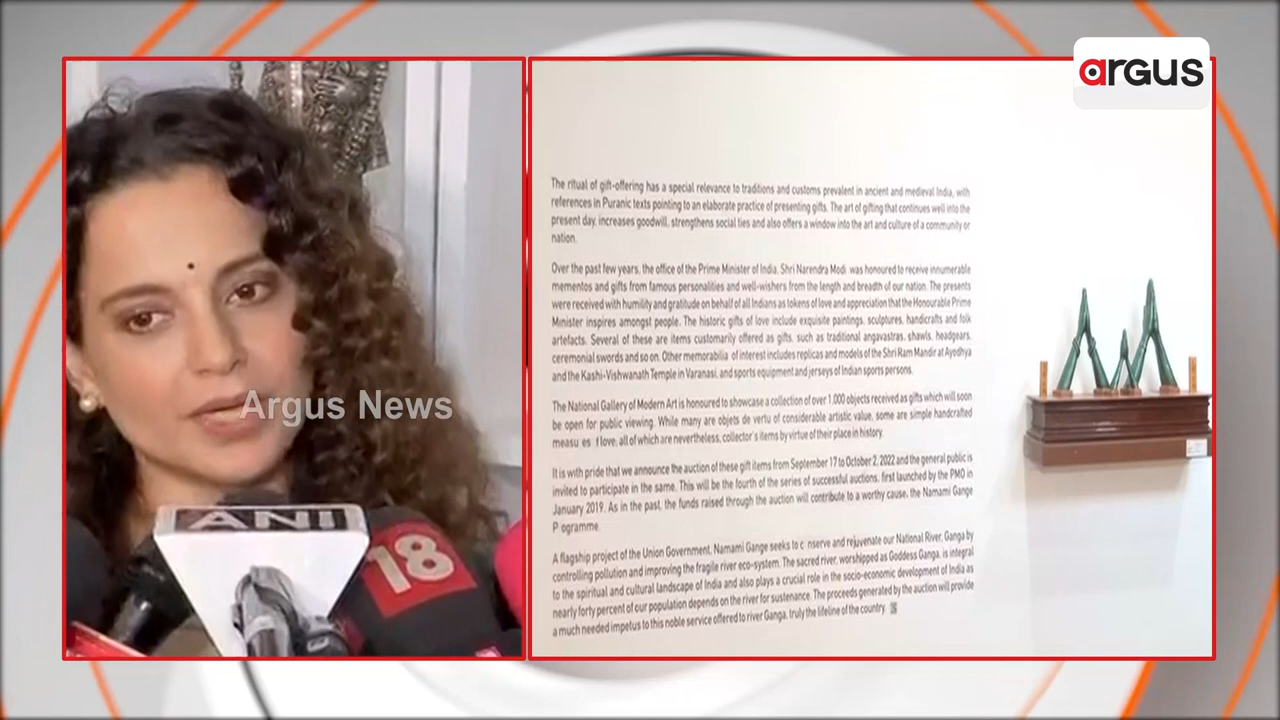 argus
Argus News
ANI
18
The ritual of gift-offering has a special relevance to traditions and customs prevalent in ancient and medieval India, with
references in Puranic texts pointing to an elaborate practice of presenting gifts. The art of gifting that continues well into the
present day, increases goodwill, strengthens social ties and also offers a window into the art and culture of a community or
nation.
Over the past few years, the office of the Prime Minister of India, Shri Narendra Modi was honoured to receive innumerable
mementos and gifts from famous personalities and well-wishers from the length and breadth of our nation. The presents
were received with humility and gratitude on behalf of all Indians as tokens of love and appreciation that the Honourable Prime
Minister inspires amongst people. The historic gifts of love include exquisite paintings, sculptures, handicrafts and folk
artefacts. Several of these are items customarily offered as gifts, such as traditional angavastras, shawls, headgears,
ceremonial swords and so on. Other memorabilia of interest includes replicas and models of the Shri Ram Mandir at Ayodhya
and the Kashi-Vishwanath Temple in Varanasi, and sports equipment and jerseys of Indian sports persons.
The National Gallery of Modern Art is honoured to showcase a collection of over 1,000 objects received as gifts which will soon
be open for public viewing. While many are objets de vertu of considerable artistic value, some are simple handcrafted
measu es f love, all of which are nevertheless, collector's items by virtue of their place in history.
It is with pride that we announce the auction of these gift items from September 17 to October 2, 2022 and the general public is
invited to participate in the same. This will be the fourth of the series of successful auctions, first launched by the PMO in
January 2019. As in the past, the funds raised through the auction will contribute to a worthy cause, the Namami Gange
P ogramme.
A flagship project of the Union Government, Namami Gange seeks to c nserve and rejuvenate our National River, Ganga by
controlling pollution and improving the fragile river eco-system. The sacred river, worshipped as Goddess Ganga, is integral
to the spiritual and cultural landscape of India and also plays a crucial role in the socio-economic development of India as
nearly forty percent of our population depends on the river for sustenance. The proceeds generated by the auction will provide
a much needed impetus to this noble service offered to river Ganga, truly the lifeline of the country.